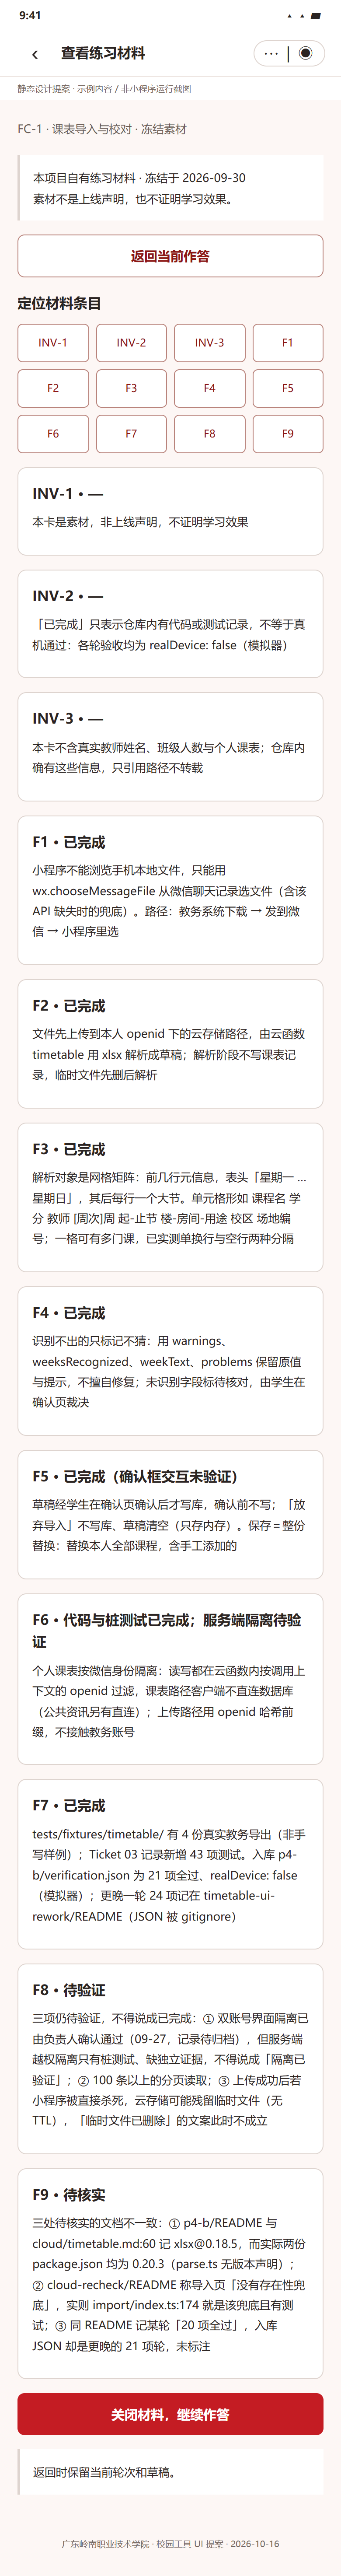 9:41
查看练习材料
静态设计提案 · 示例内容 / 非小程序运行截图
FC-1 · 课表导入与校对 · 冻结素材
本项目自有练习材料 · 冻结于 2026-09-30
素材不是上线声明，也不证明学习效果。
返回当前作答
定位材料条目
INV-1 INV-2 INV-3 F1
F2 F3 F4 F5
F6 F7 F8 F9
INV-1 • —
本卡是素材，非上线声明，不证明学习效果
INV-2 • —
「已完成」只表示仓库内有代码或测试记录，不等于真
机通过：各轮验收均为 realDevice: false（模拟器）
INV-3 • —
本卡不含真实教师姓名、班级人数与个人课表；仓库内
确有这些信息，只引用路径不转载
F1 • 已完成
小程序不能浏览手机本地文件，只能用
wx.chooseMessageFile 从微信聊天记录选文件（含该
API 缺失时的兜底）。路径：教务系统下载 → 发到微
信 → 小程序里选
F2 • 已完成
文件先上传到本人 openid 下的云存储路径，由云函数
timetable 用 xlsx 解析成草稿；解析阶段不写课表记
录，临时文件先删后解析
F3 • 已完成
解析对象是网格矩阵：前几行元信息，表头「星期一 …
星期日」，其后每行一个大节。单元格形如 课程名 学
分 教师 [周次]周 起-止节 楼-房间-用途 校区 场地编
号；一格可有多门课，已实测单换行与空行两种分隔
F4 • 已完成
识别不出的只标记不猜：用 warnings、
weeksRecognized、weekText、problems 保留原值
与提示，不擅自修复；未识别字段标待核对，由学生在
确认页裁决
F5 • 已完成（确认框交互未验证）
草稿经学生在确认页确认后才写库，确认前不写；「放
弃导入」不写库、草稿清空（只存内存）。保存 = 整份
替换：替换本人全部课程，含手工添加的
F6 • 代码与桩测试已完成；服务端隔离待验
证
个人课表按微信身份隔离：读写都在云函数内按调用上
下文的 openid 过滤，课表路径客户端不直连数据库
（公共资讯另有直连）；上传路径用 openid 哈希前
缀，不接触教务账号
F7 • 已完成
tests/fixtures/timetable/ 有 4 份真实教务导出（非手
写样例）；Ticket 03 记录新增 43 项测试。入库 p4-
b/verification.json 为 21 项全过、realDevice: false
（模拟器）；更晚一轮 24 项记在 timetable-ui-
rework/README（JSON 被 gitignore）
F8 • 待验证
三项仍待验证，不得说成已完成：① 双账号界面隔离已
由负责人确认通过（09-27，记录待归档），但服务端
越权隔离只有桩测试、缺独立证据，不得说成「隔离已
验证」；② 100 条以上的分页读取；③ 上传成功后若
小程序被直接杀死，云存储可能残留临时文件（无
TTL），「临时文件已删除」的文案此时不成立
F9 • 待核实
三处待核实的文档不一致：① p4-b/README 与
cloud/timetable.md:60 记 xlsx@0.18.5，而实际两份
package.json 均为 0.20.3（parse.ts 无版本声明）；
② cloud-recheck/README 称导入页「没有存在性兜
底」，实则 import/index.ts:174 就是该兜底且有测
试；③ 同 README 记某轮「20 项全过」，入库
JSON 却是更晚的 21 项轮，未标注
关闭材料，继续作答
返回时保留当前轮次和草稿。
广东岭南职业技术学院 · 校园工具 UI 提案 · 2026-10-16